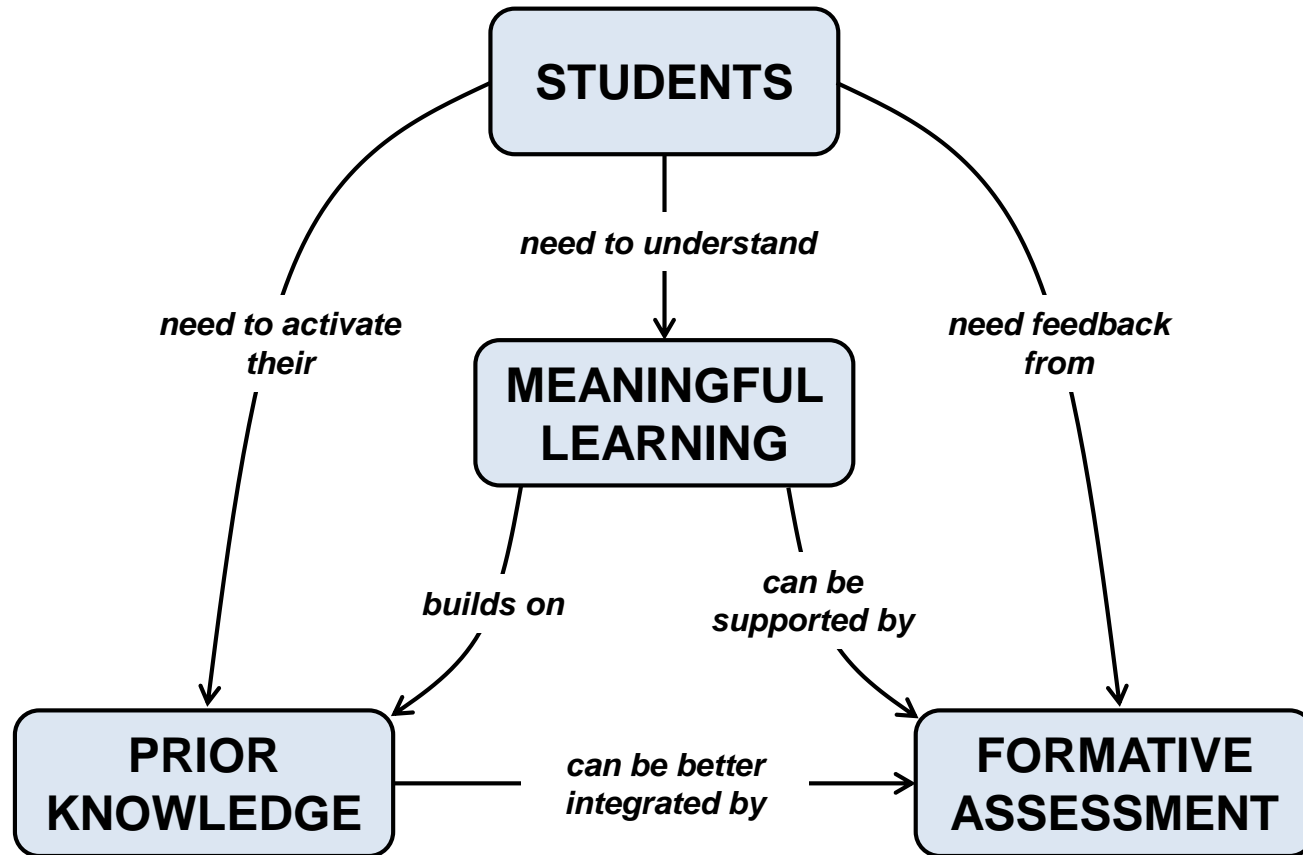 STUDENTS
need to understand
need to activate
their
need feedback
from
MEANINGFUL
LEARNING
builds on
can be
supported by
PRIOR
KNOWLEDGE
can be better
integrated by
FORMATIVE
ASSESSMENT